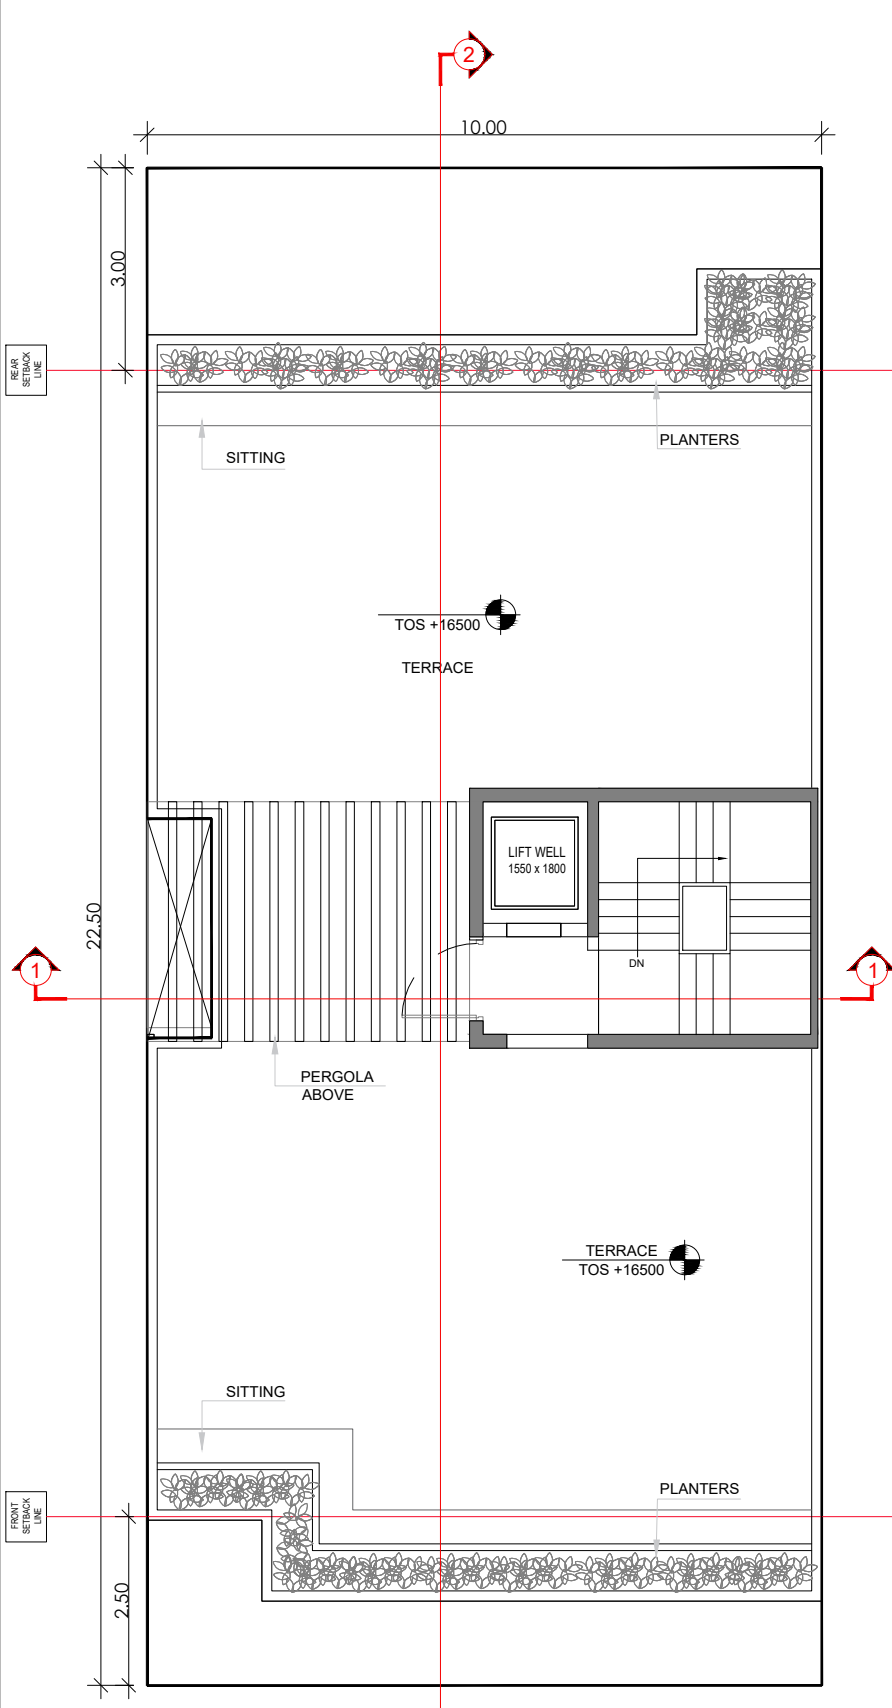 2
10.00
3.00
REAR
SETBACK
LINE
PLANTERS
SITTING
TOS +16500
TERRACE
LIFT WELL
1550 x 1800
22.50
DN
1
1
PERGOLA
ABOVE
TERRACE
TOS +16500
SITTING
PLANTERS
FRONT
SETBACK
LINE
2.50